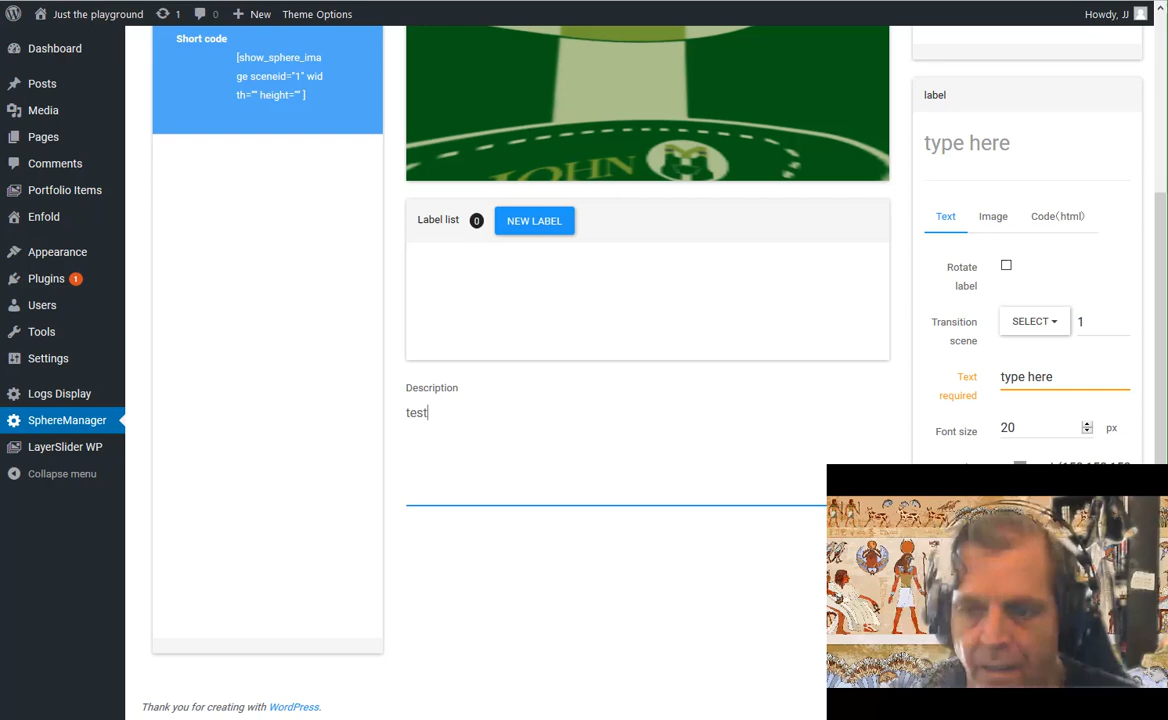 Just the playground 1 0 New Theme Options Howdy, JJ
Dashboard
Posts
Media
Pages
Comments
Portfolio Items
Enfold
Appearance
Plugins 1
Users
Tools
Settings
Logs Display
SphereManager
LayerSlider WP
Collapse menu
Short code
[show_sphere_ima
ge sceneid="1" wid
th="" height="" ]
JOHN
Label list 0 NEW LABEL
Description
test
label
type here
Text Image Code(html)
Rotate
label
Transition
scene
SELECT 1
Text
required
type here
Font size 20 px
Thank you for creating with WordPress.